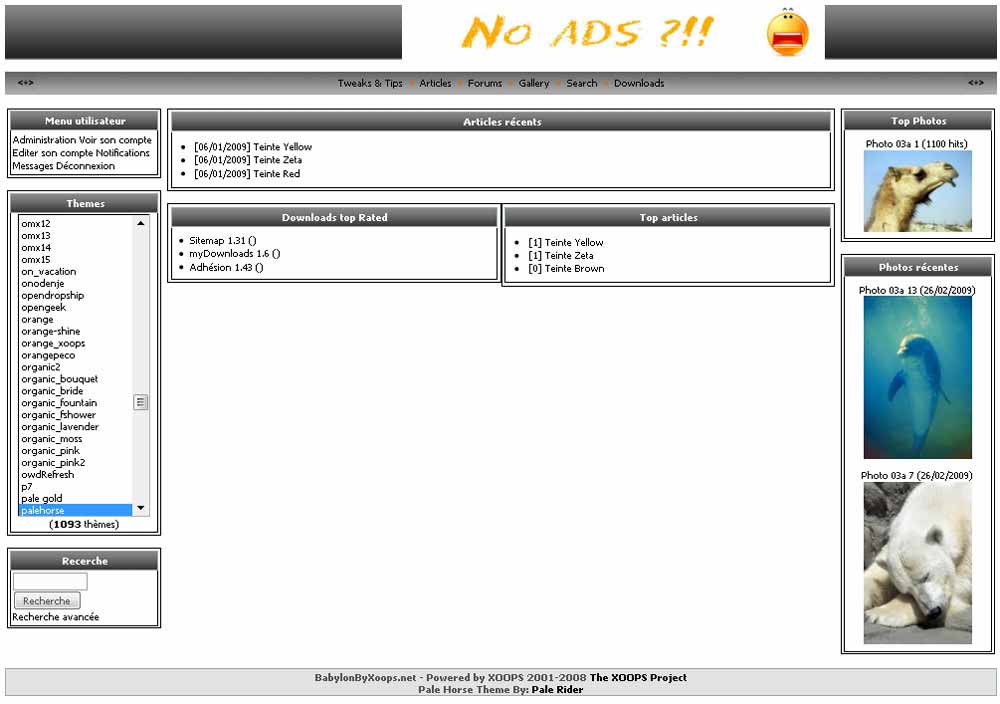 No ADS ?!!
<+> Tweaks & Tips Articles Forums Gallery Search Downloads <+>
Menu utilisateur
Administration Voir son compte
Editer son compte Notifications
Messages Déconnexion
Themes
omx12
omx13
omx14
omx15
on_vacation
onodenje
opendropship
opengeek
orange
orange-shine
orange_xoops
orangepeco
organic2
organic_bouquet
organic_bride
organic_fountain
organic_fshower
organic_lavender
organic_moss
organic_pink
organic_pink2
owdRefresh
p7
pale gold
palehorse
(1093 thèmes)
Recerche
Recherche
Recherche avancée
Articles récents
[06/01/2009] Teinte Yellow
[06/01/2009] Teinte Zeta
[06/01/2009] Teinte Red
Downloads top Rated
Sitemap 1.31 ()
myDownloads 1.6 ()
Adhésion 1.43 ()
Top articles
[1] Teinte Yellow
[1] Teinte Zeta
[0] Teinte Brown
Top Photos
Photo 03a 1 (1100 hits)
Photos récentes
Photo 03a 13 (26/02/2009)
Photo 03a 7 (26/02/2009)
BabylonByXoops.net - Powered by XOOPS 2001-2008 The XOOPS Project
Pale Horse Theme By: Pale Rider